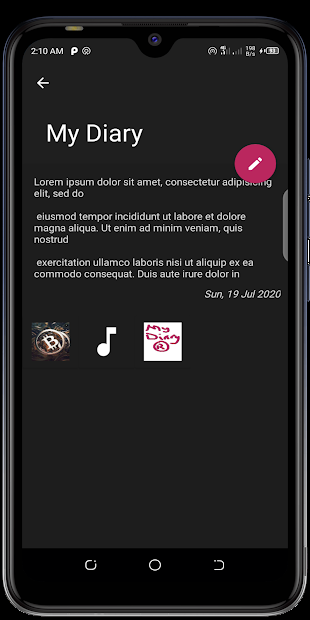 2:10 AM
198
B/s
53
My Diary
Lorem ipsum dolor sit amet, consectetur adipisicing
elit, sed do
eiusmod tempor incididunt ut labore et dolore
magna aliqua. Ut enim ad minim veniam, quis
nostrud
exercitation ullamco laboris nisi ut aliquip ex ea
commodo consequat. Duis aute irure dolor in
Sun, 19 Jul 2020
My
Diary
®